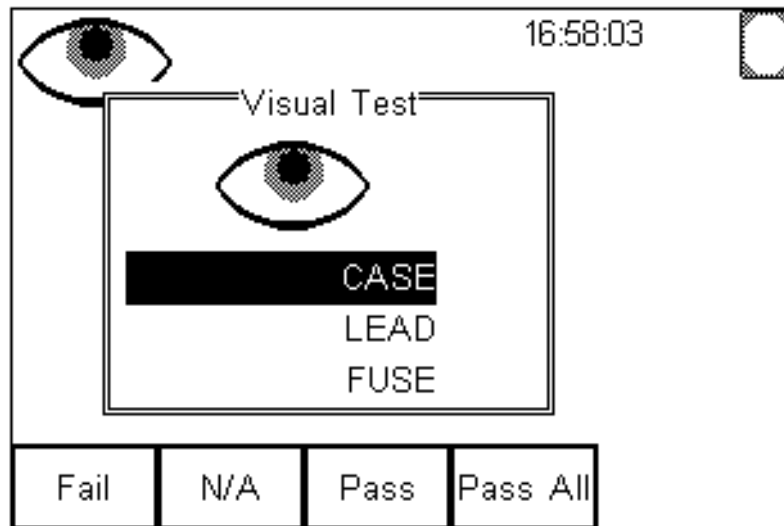 16:58:03
Visual Test
CASE
LEAD
FUSE
Fail N/A Pass Pass All